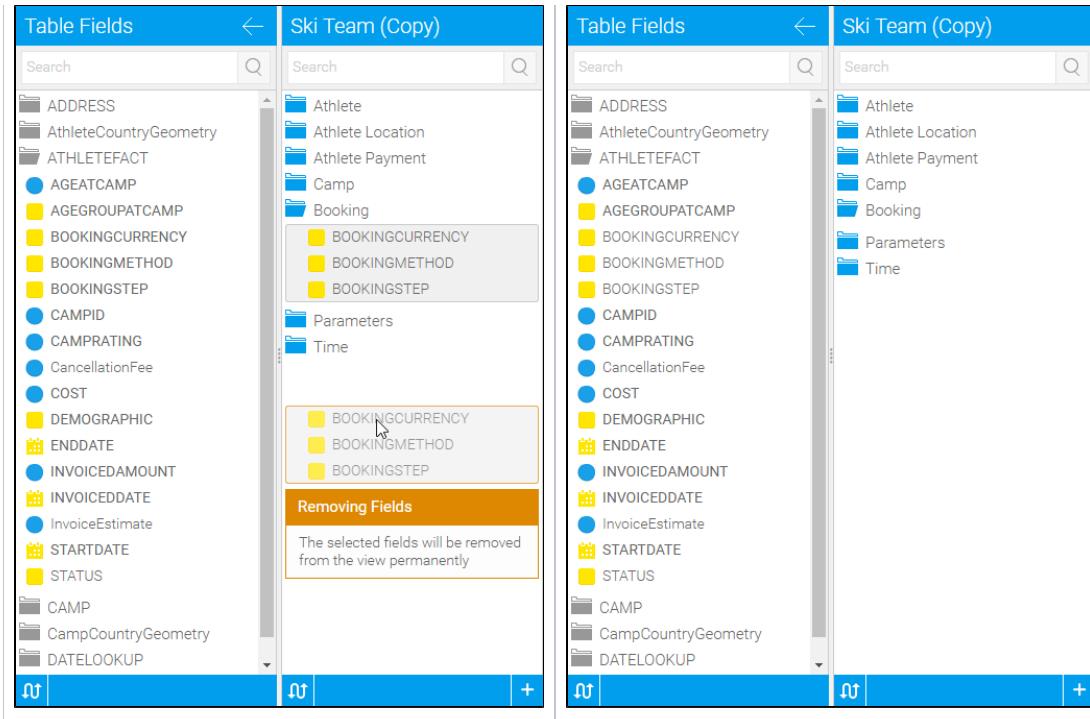 Table Fields
Search
ADDRESS
AthleteCountryGeometry
ATHLETEFACT
AGEATCAMP
AGEGROUPATCAMP
BOOKINGCURRENCY
BOOKINGMETHOD
BOOKINGSTEP
CAMPID
CAMPRATING
CancellationFee
COST
DEMOGRAPHIC
ENDDATE
INVOICEDAMOUNT
INVOICEDDATE
InvoiceEstimate
STARTDATE
STATUS
CAMP
CampCountryGeometry
DATELOOKUP
Ski Team (Copy)
Search
Athlete
Athlete Location
Athlete Payment
Camp
Booking
BOOKINGCURRENCY
BOOKINGMETHOD
BOOKINGSTEP
Parameters
Time
BOOKINGCURRENCY
BOOKINGMETHOD
BOOKINGSTEP
Removing Fields
The selected fields will be removed
from the view permanently
Table Fields
Search
ADDRESS
AthleteCountryGeometry
ATHLETEFACT
AGEATCAMP
AGEGROUPATCAMP
BOOKINGCURRENCY
BOOKINGMETHOD
BOOKINGSTEP
CAMPID
CAMPRATING
CancellationFee
COST
DEMOGRAPHIC
ENDDATE
INVOICEDAMOUNT
INVOICEDDATE
InvoiceEstimate
STARTDATE
STATUS
CAMP
CampCountryGeometry
DATELOOKUP
Ski Team (Copy)
Search
Athlete
Athlete Location
Athlete Payment
Camp
Booking
Parameters
Time